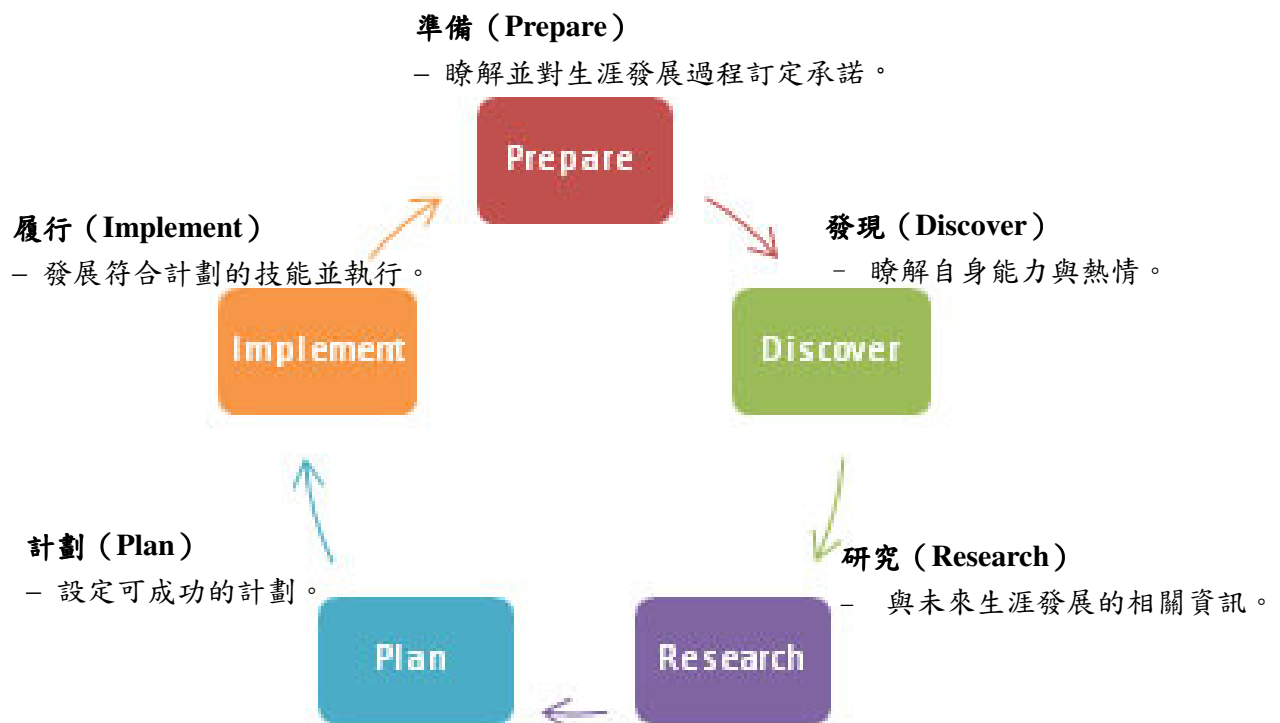 準備（Prepare）
– 瞭解並對生涯發展過程訂定承諾。
Prepare
履行（Implement）
– 發展符合計劃的技能並執行。
Implement
發現（Discover）
- 瞭解自身能力與熱情。
Discover
計劃（Plan）
– 設定可成功的計劃。
Plan
研究（Research）
- 與未來生涯發展的相關資訊。
Research